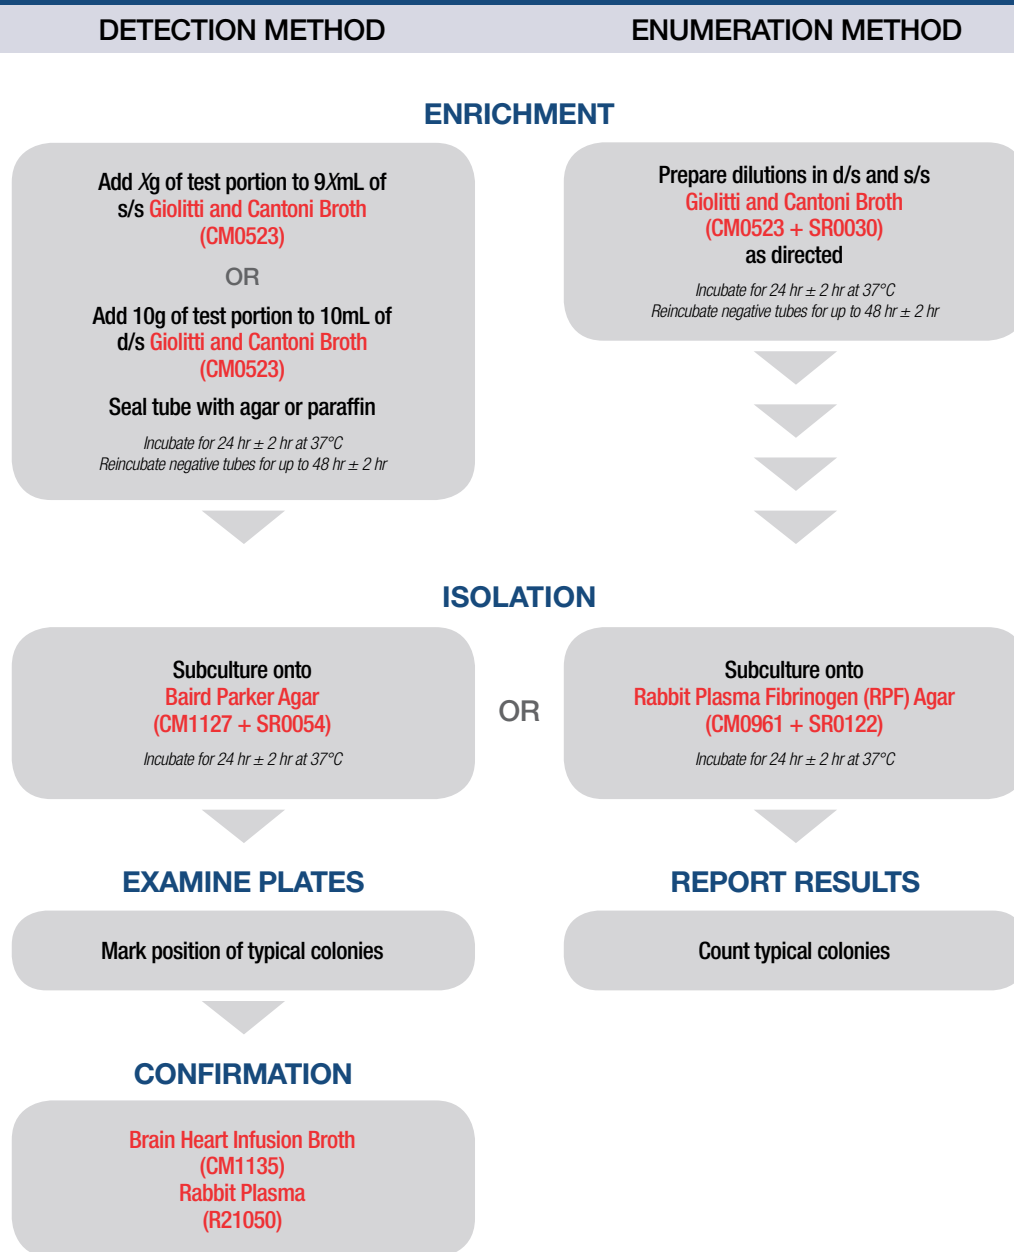 DETECTION METHOD
ENUMERATION METHOD
ENRICHMENT
Add Xg of test portion to 9XmL of
s/s Giolitti and Cantoni Broth
(CM0523)
OR
Add 10g of test portion to 10mL of
d/s Giolitti and Cantoni Broth
(CM0523)
Seal tube with agar or paraffin
Incubate for 24 hr ± 2 hr at 37°C
Reincubate negative tubes for up to 48 hr ± 2 hr
Prepare dilutions in d/s and s/s
Giolitti and Cantoni Broth
(CM0523 + SR0030)
as directed
Incubate for 24 hr ± 2 hr at 37°C
Reincubate negative tubes for up to 48 hr ± 2 hr
ISOLATION
Subculture onto
Baird Parker Agar
(CM1127 + SR0054)
Incubate for 24 hr ± 2 hr at 37°C
OR
Subculture onto
Rabbit Plasma Fibrinogen (RPF) Agar
(CM0961 + SR0122)
Incubate for 24 hr ± 2 hr at 37°C
EXAMINE PLATES
Mark position of typical colonies
REPORT RESULTS
Count typical colonies
CONFIRMATION
Brain Heart Infusion Broth
(CM1135)
Rabbit Plasma
(R21050)